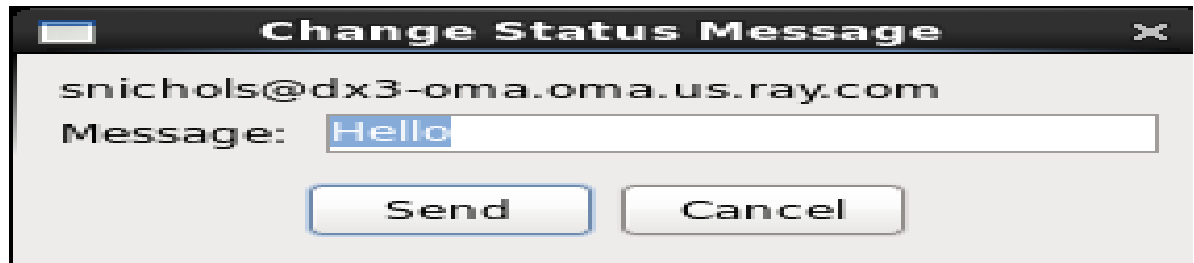 Change Status Message
snichols@dx3-oma.oma.us.ray.com
Message: Hello
Send Cancel